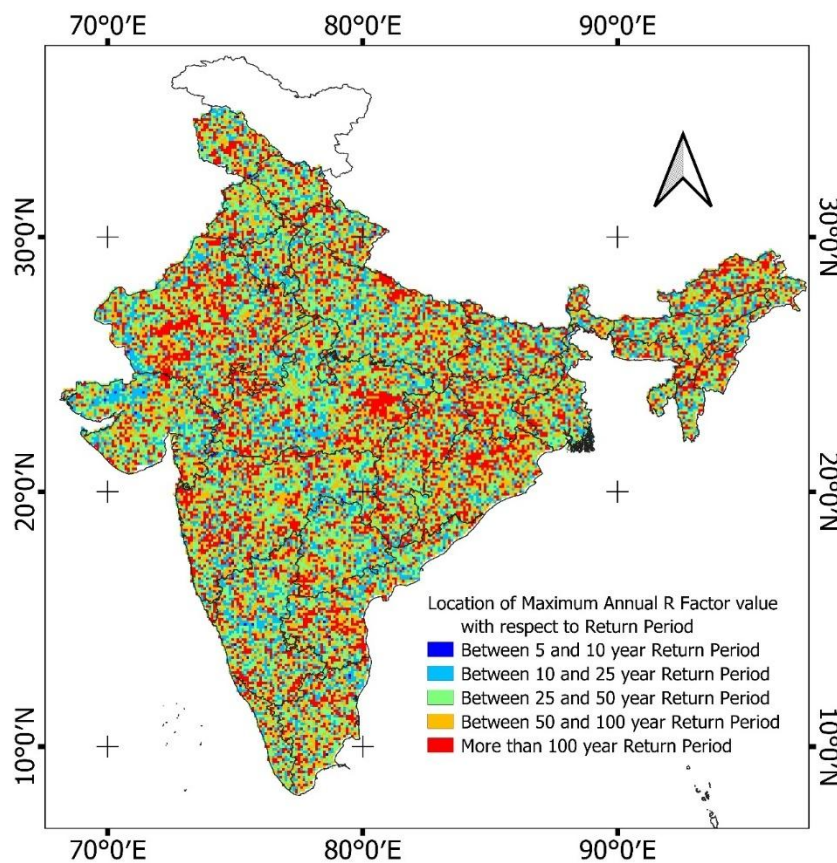 70°0′E 80°0′E 90°0′E
30°0′N 30°0′N
20°0′N 20°0′N
Location of Maximum Annual R Factor value
with respect to Return Period
Between 5 and 10 year Return Period
Between 10 and 25 year Return Period
Between 25 and 50 year Return Period
Between 50 and 100 year Return Period
More than 100 year Return Period
10°0′N 10°0′N
70°0′E 80°0′E 90°0′E